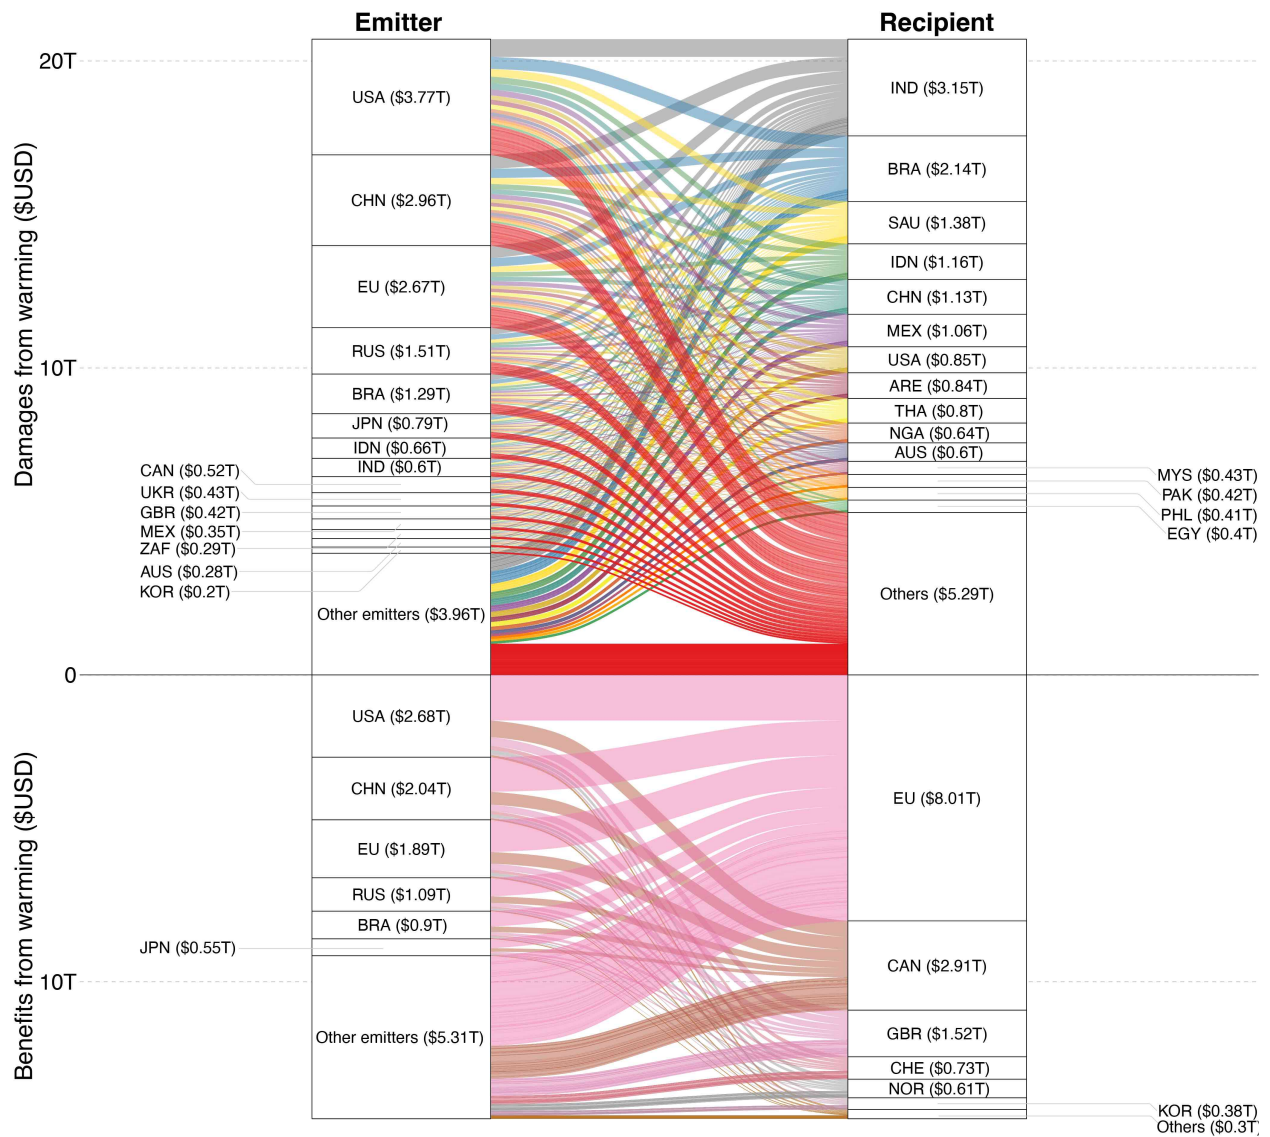 Emitter
Recipient
Damages from warming ($USD)
20T
10T
0
USA ($3.77T)
CHN ($2.96T)
EU ($2.67T)
RUS ($1.51T)
BRA ($1.29T)
JPN ($0.79T)
IDN ($0.66T)
IND ($0.6T)
CAN ($0.52T)
UKR ($0.43T)
GBR ($0.42T)
MEX ($0.35T)
ZAF ($0.29T)
AUS ($0.28T)
KOR ($0.2T)
Other emitters ($3.96T)
IND ($3.15T)
BRA ($2.14T)
SAU ($1.38T)
IDN ($1.16T)
CHN ($1.13T)
MEX ($1.06T)
USA ($0.85T)
ARE ($0.84T)
THA ($0.8T)
NGA ($0.64T)
AUS ($0.6T)
MYS ($0.43T)
PAK ($0.42T)
PHL ($0.41T)
EGY ($0.4T)
Others ($5.29T)
Benefits from warming ($USD)
10T
USA ($2.68T)
CHN ($2.04T)
EU ($1.89T)
RUS ($1.09T)
BRA ($0.9T)
JPN ($0.55T)
Other emitters ($5.31T)
EU ($8.01T)
CAN ($2.91T)
GBR ($1.52T)
CHE ($0.73T)
NOR ($0.61T)
KOR ($0.38T)
Others ($0.3T)